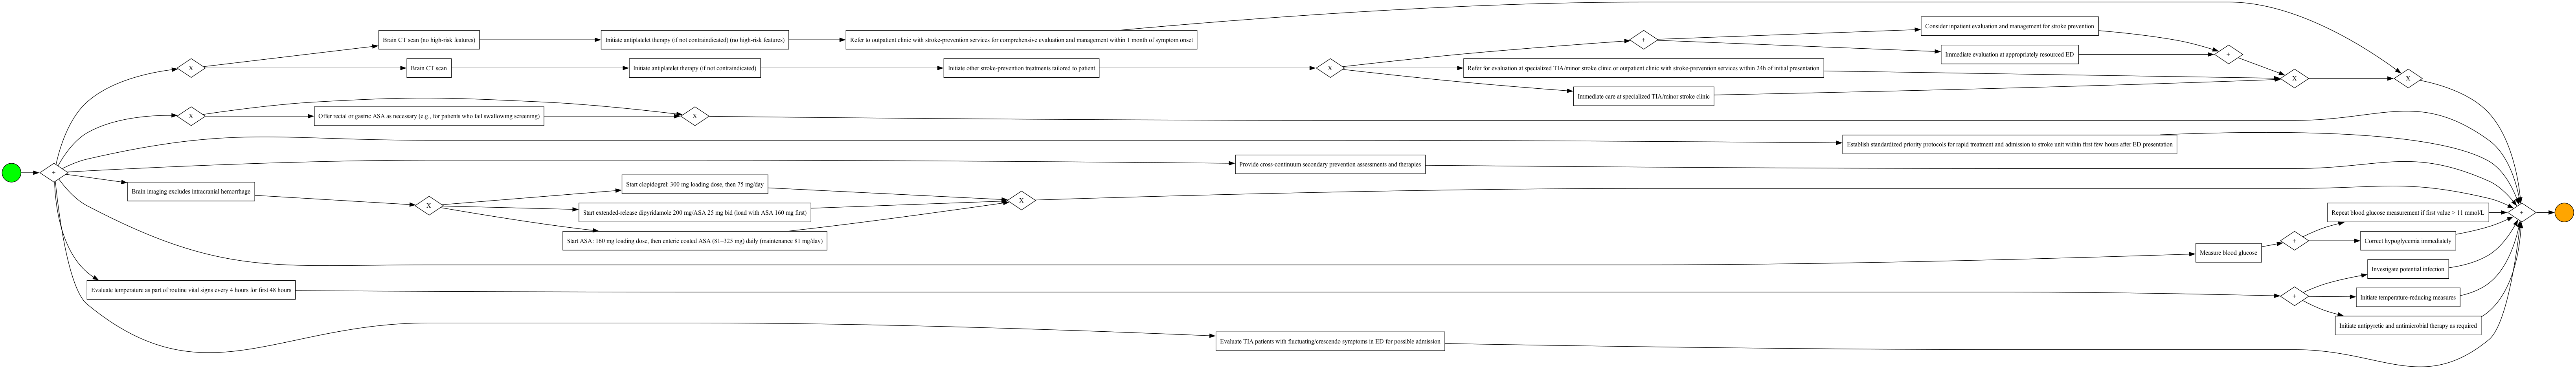 Consider inpatient evaluation and management for stroke prevention
+
Brain CT scan (no high-risk features)
Initiate antiplatelet therapy (if not contraindicated) (no high-risk features)
Refer to outpatient clinic with stroke-prevention services for comprehensive evaluation and management within 1 month of symptom onset
Immediate evaluation at appropriately resourced ED
+
X
Brain CT scan
Initiate antiplatelet therapy (if not contraindicated)
Initiate other stroke-prevention treatments tailored to patient
X
Refer for evaluation at specialized TIA/minor stroke clinic or outpatient clinic with stroke-prevention services within 24h of initial presentation
X
X
Immediate care at specialized TIA/minor stroke clinic
X
Offer rectal or gastric ASA as necessary (e.g., for patients who fail swallowing screening)
X
Establish standardized priority protocols for rapid treatment and admission to stroke unit within first few hours after ED presentation
+
Provide cross-continuum secondary prevention assessments and therapies
Brain imaging excludes intracranial hemorrhage
X
Start clopidogrel: 300 mg loading dose, then 75 mg/day
Start extended-release dipyridamole 200 mg/ASA 25 mg bid (load with ASA 160 mg first)
Start ASA: 160 mg loading dose, then enteric coated ASA (81–325 mg) daily (maintenance 81 mg/day)
X
Repeat blood glucose measurement if first value > 11 mmol/L
+
Measure blood glucose
+
Correct hypoglycemia immediately
Investigate potential infection
Evaluate temperature as part of routine vital signs every 4 hours for first 48 hours
+
Initiate temperature-reducing measures
Initiate antipyretic and antimicrobial therapy as required
Evaluate TIA patients with fluctuating/crescendo symptoms in ED for possible admission